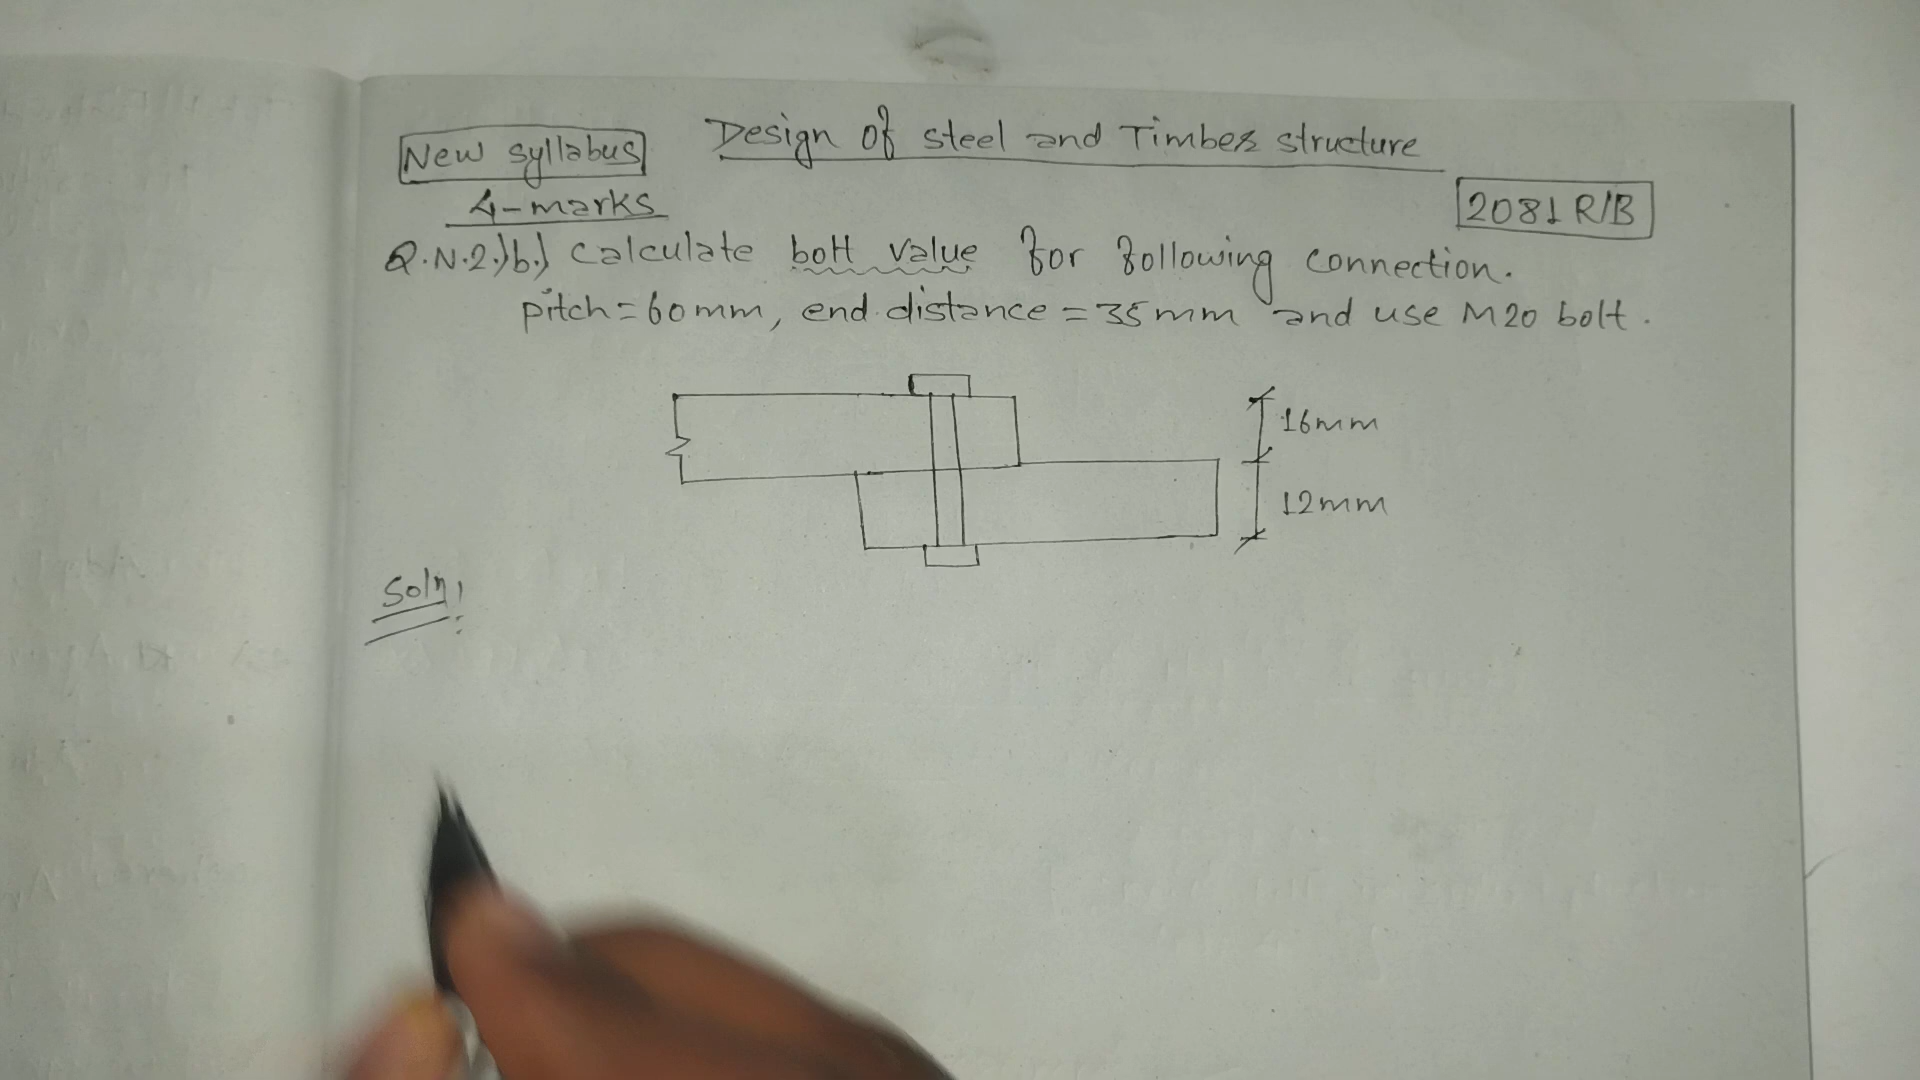 New syllabus
Design of steel and Timber structure
4-marks
2081 R/B
Q.N.2.)b.) Calculate bolt value for following connection.
pitch = 60mm, end distance = 35mm and use M20 bolt.
16mm
12mm
Soln: